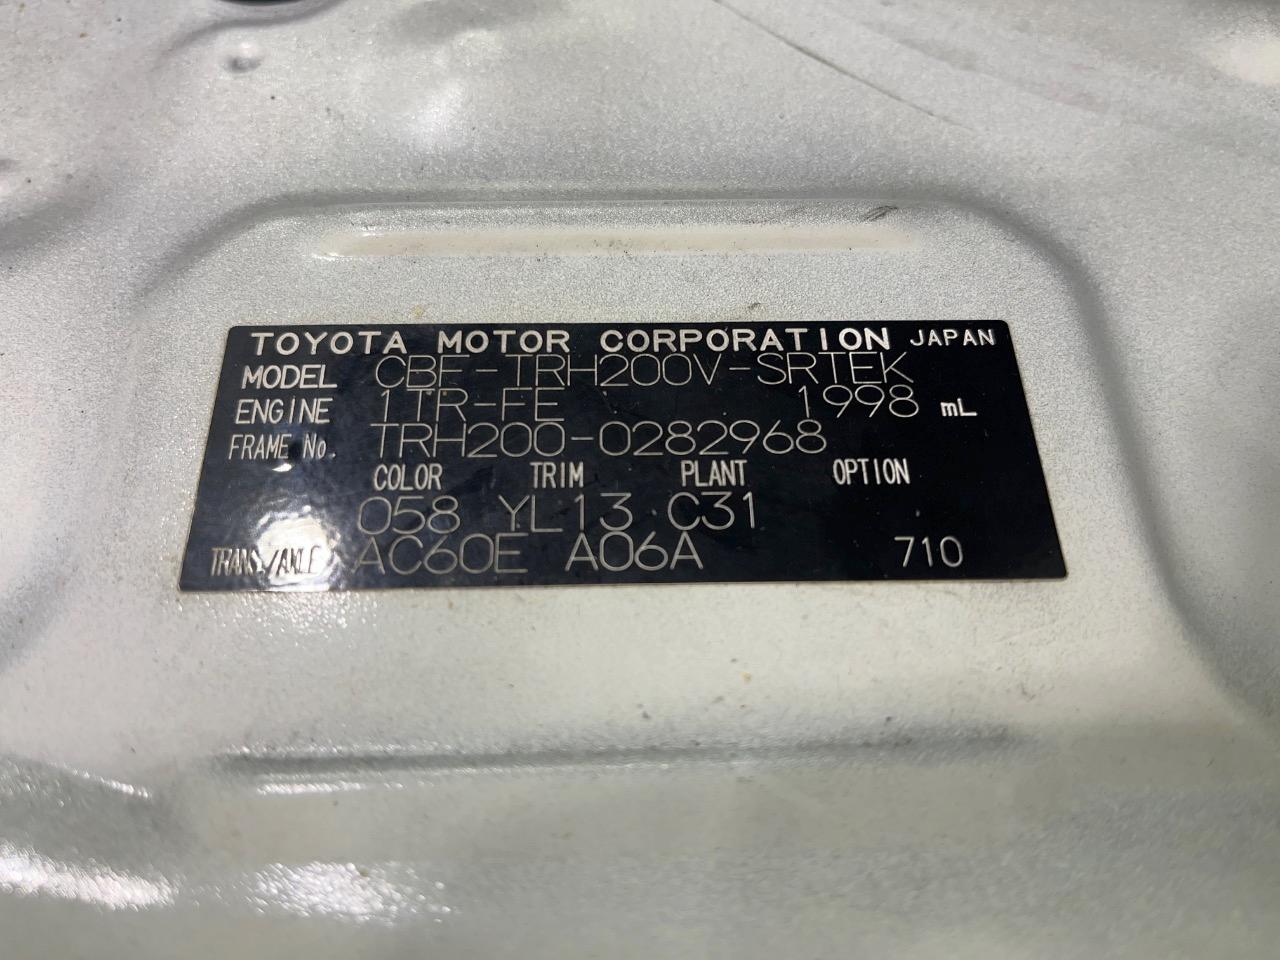 TOYOTA MOTOR CORPORATION JAPAN
MODEL CBF-TRH200V-SRTEK
ENGINE 1TR-FE 1998 mL
FRAME No. TRH200-0282968
COLOR TRIM PLANT OPTION
058 YL13 C31
TRANS/AXLE AC60E A06A 710